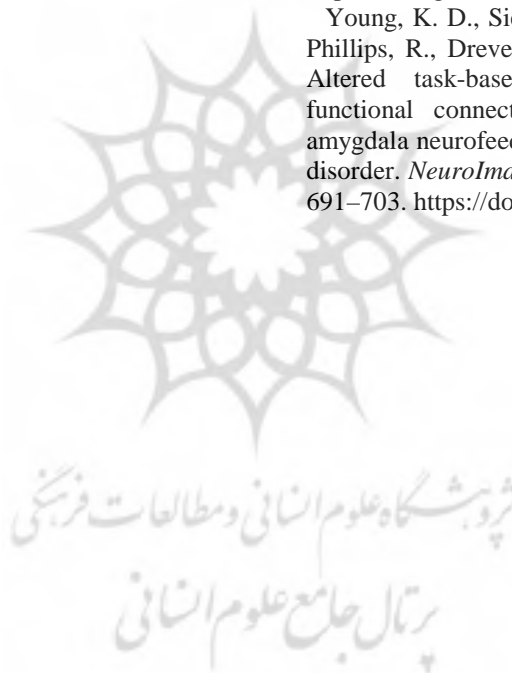 Young, K. D., Sie
Phillips, R., Dreve
Altered task-base
functional connect
amygdala neurofeed
disorder. NeuroIma
691–703. https://do
پژوهشگاه علوم انسانی و مطالعات فرهنگی
پرتال جامع علوم انسانی